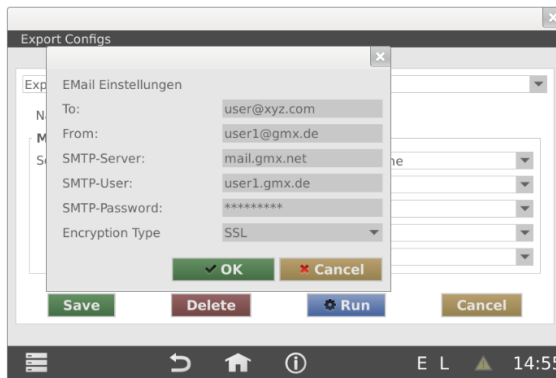 Export Configs
EMail Einstellungen
To: user@xyz.com
From: user1@gmx.de
SMTP-Server: mail.gmx.net
SMTP-User: user1.gmx.de
SMTP-Password: *********
Encryption Type SSL
✔ OK ✖ Cancel
Save Delete Run Cancel
E L 14:55